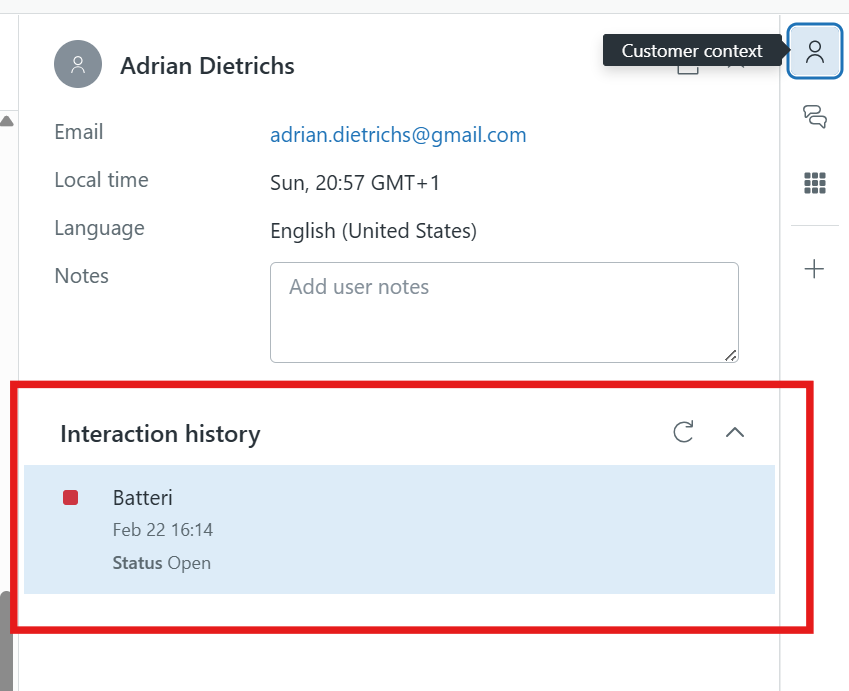 Customer context
Adrian Dietrichs
Email
adrian.dietrichs@gmail.com
Local time
Sun, 20:57 GMT+1
Language
English (United States)
Notes
Add user notes
Interaction history
Batteri
Feb 22 16:14
Status Open